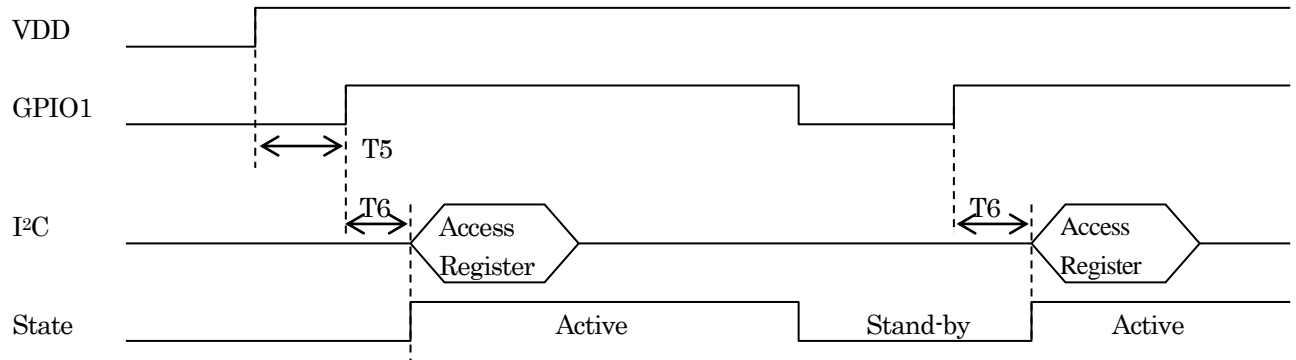 VDD
GPIO1
T5
T6
T6
I²C
Access
Register
Access
Register
State
Active
Stand-by
Active